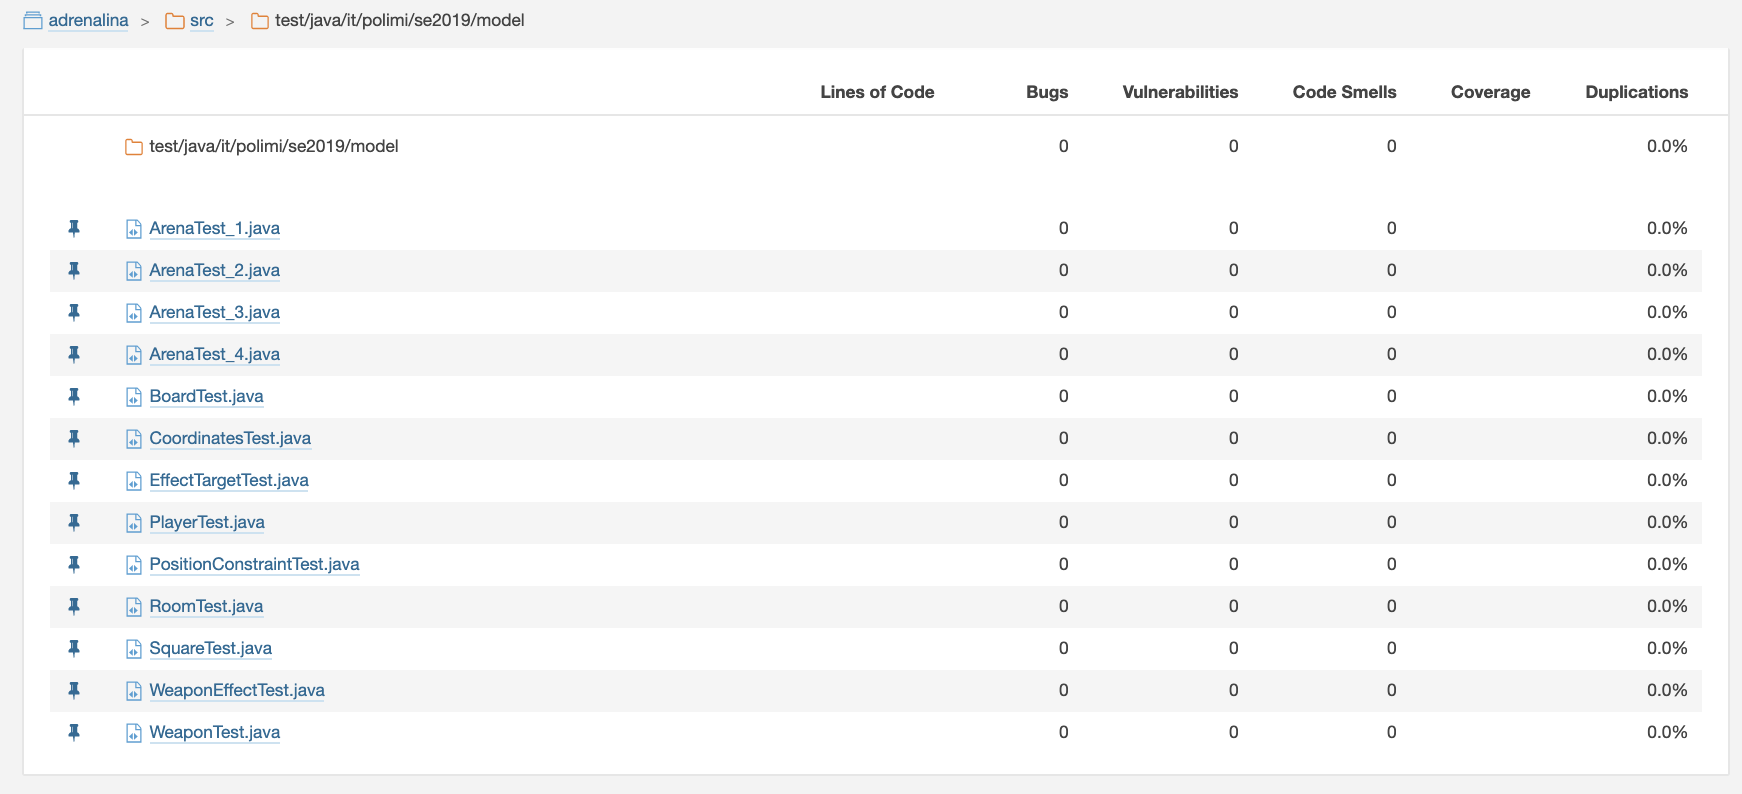 adrenalina > src > test/java/it/polimi/se2019/model
Lines of Code Bugs Vulnerabilities Code Smells Coverage Duplications
test/java/it/polimi/se2019/model 0 0 0 0.0%
ArenaTest_1.java 0 0 0 0.0%
ArenaTest_2.java 0 0 0 0.0%
ArenaTest_3.java 0 0 0 0.0%
ArenaTest_4.java 0 0 0 0.0%
BoardTest.java 0 0 0 0.0%
CoordinatesTest.java 0 0 0 0.0%
EffectTargetTest.java 0 0 0 0.0%
PlayerTest.java 0 0 0 0.0%
PositionConstraintTest.java 0 0 0 0.0%
RoomTest.java 0 0 0 0.0%
SquareTest.java 0 0 0 0.0%
WeaponEffectTest.java 0 0 0 0.0%
WeaponTest.java 0 0 0 0.0%